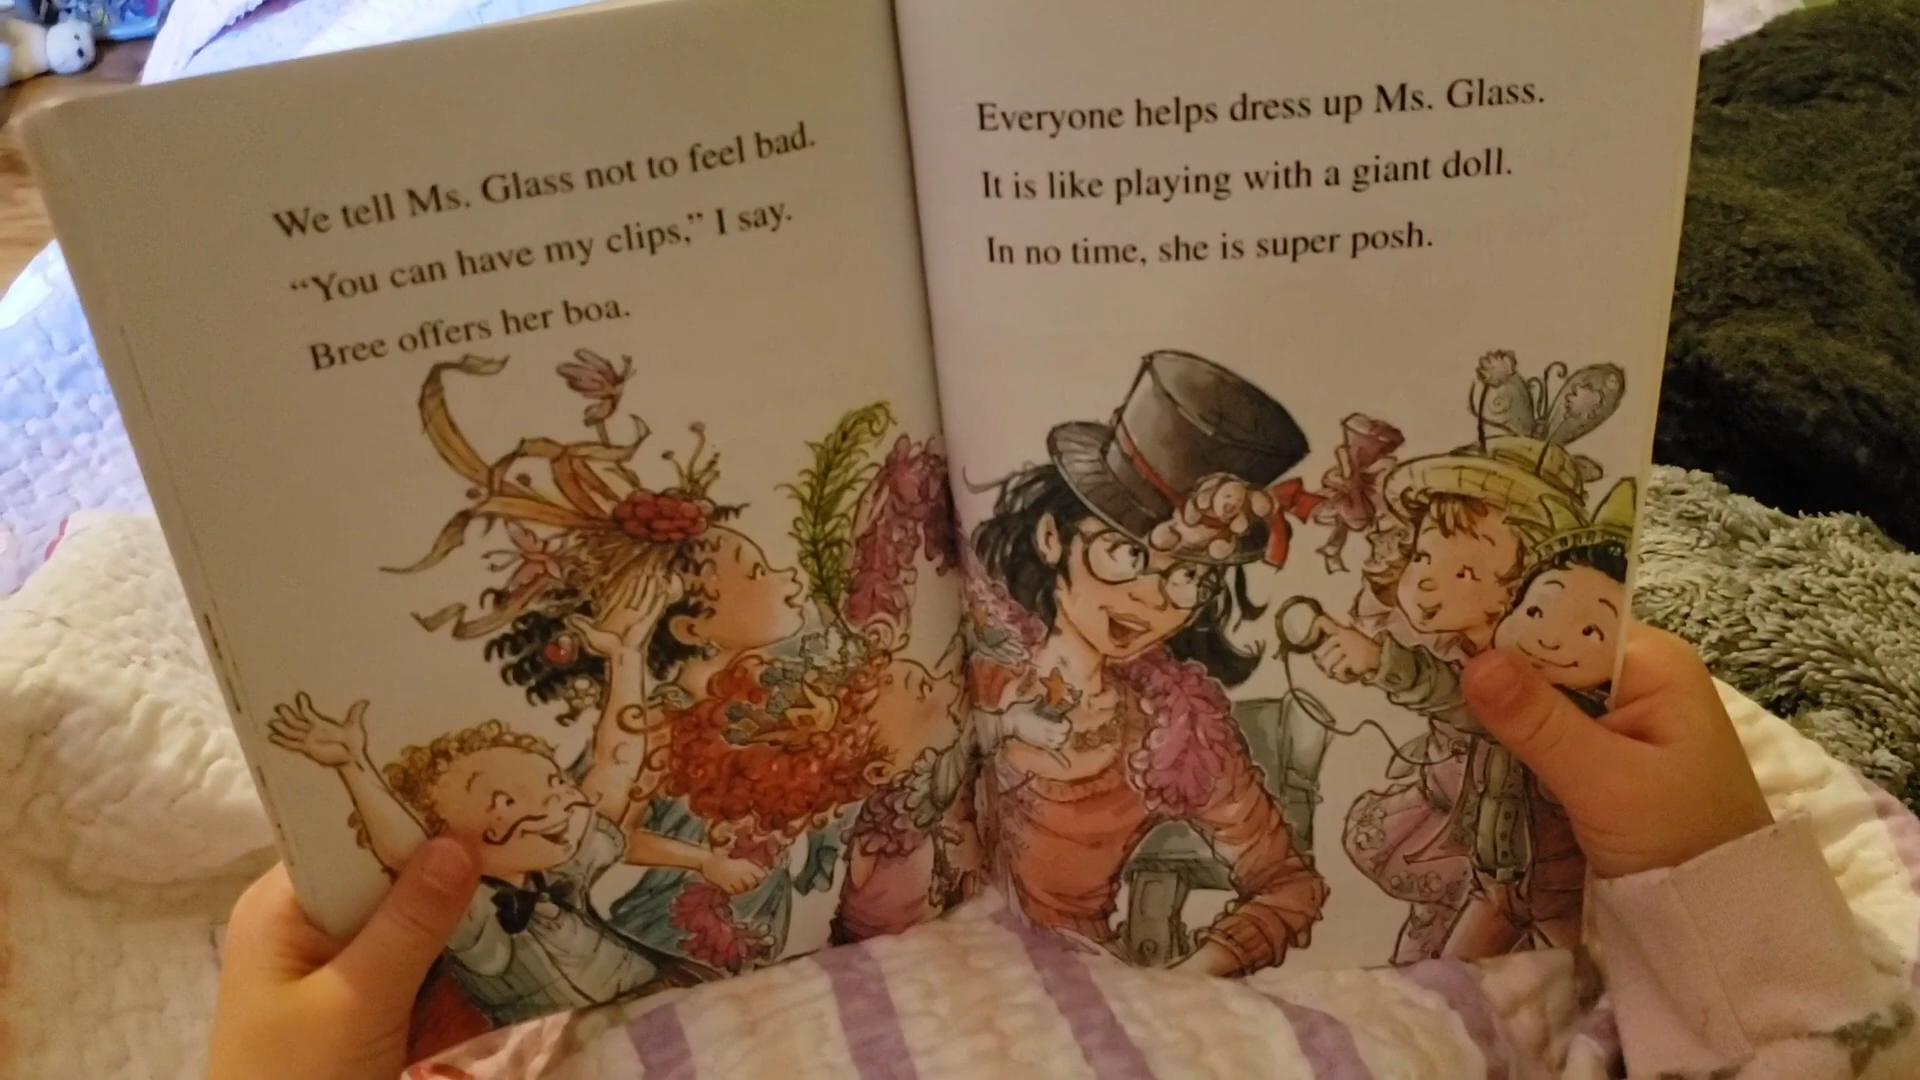 We tell Ms. Glass not to feel bad.
“You can have my clips,” I say.
Bree offers her boa.
Everyone helps dress up Ms. Glass.
It is like playing with a giant doll.
In no time, she is super posh.